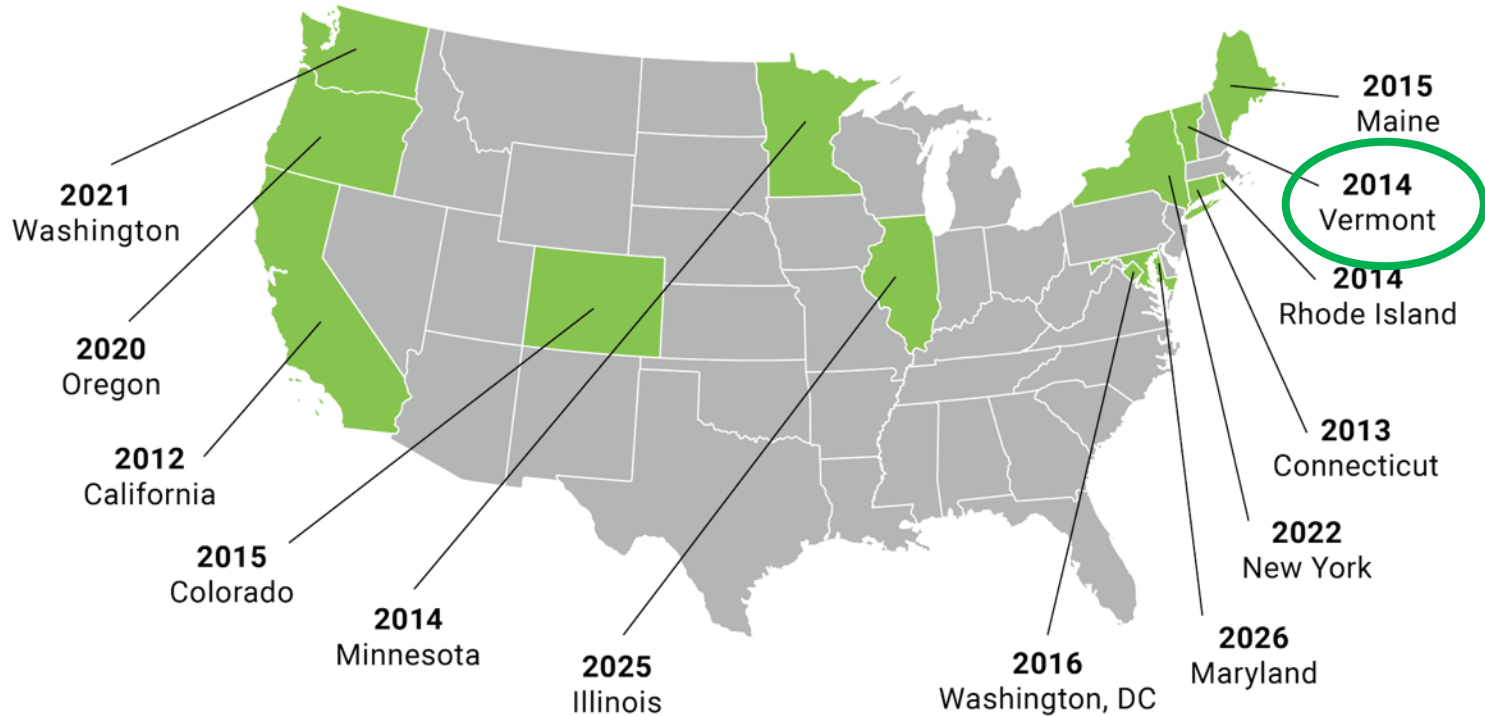 2021
Washington
2020
Oregon
2012
California
2015
Colorado
2014
Minnesota
2025
Illinois
2016
Washington, DC
2026
Maryland
2022
New York
2013
Connecticut
2014
Rhode Island
2014
Vermont
2015
Maine